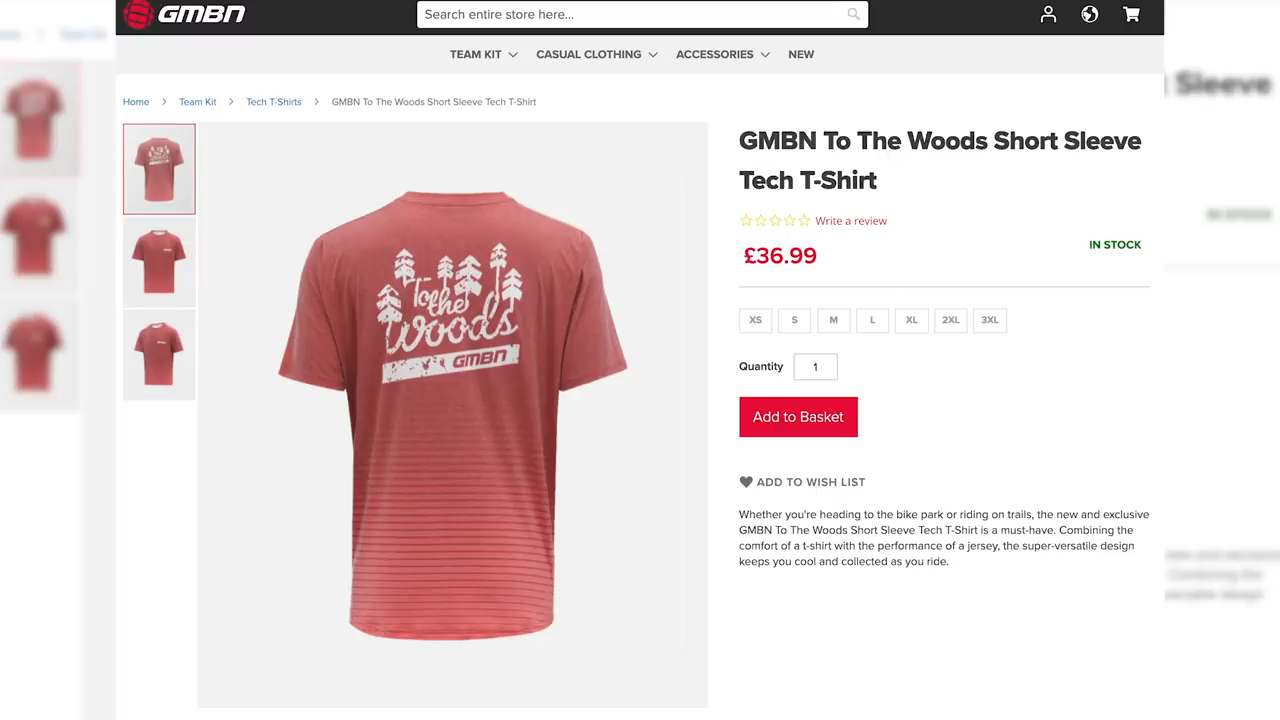 GMBN
Search entire store here...
TEAM KIT
CASUAL CLOTHING
ACCESSORIES
NEW
Home > Team Kit > Tech T-Shirts > GMBN To The Woods Short Sleeve Tech T-Shirt
To the
woods
GMBN
GMBN To The Woods Short Sleeve
Tech T-Shirt
Write a review
£36.99
IN STOCK
XS S M L XL 2XL 3XL
Quantity 1
Add to Basket
ADD TO WISH LIST
Whether you're heading to the bike park or riding on trails, the new and exclusive
GMBN To The Woods Short Sleeve Tech T-Shirt is a must-have. Combining the
comfort of a t-shirt with the performance of a jersey, the super-versatile design
keeps you cool and collected as you ride.
Sleeve